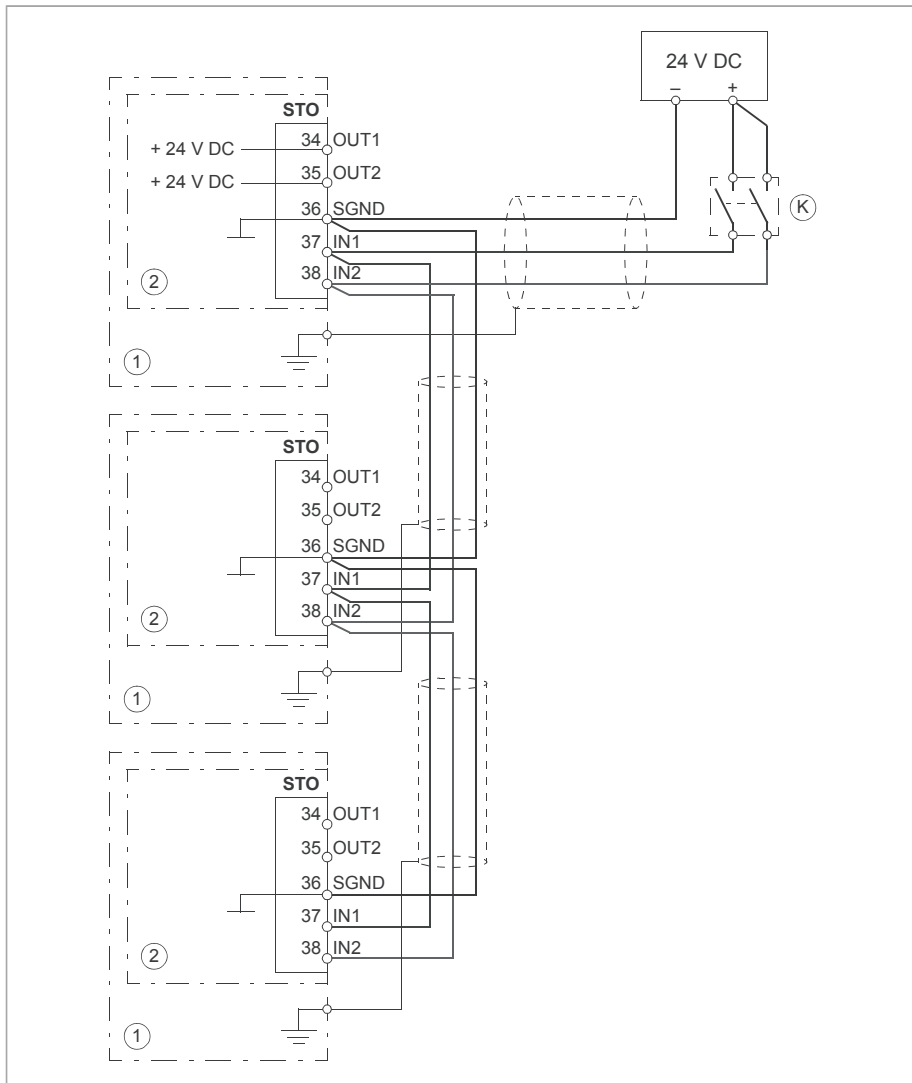 24 V DC
– +
STO
34 OUT1
+ 24 V DC
35 OUT2
+ 24 V DC
36 SGND
37 IN1
38 IN2
K
2
1
STO
34 OUT1
35 OUT2
36 SGND
37 IN1
38 IN2
2
1
STO
34 OUT1
35 OUT2
36 SGND
37 IN1
38 IN2
2
1